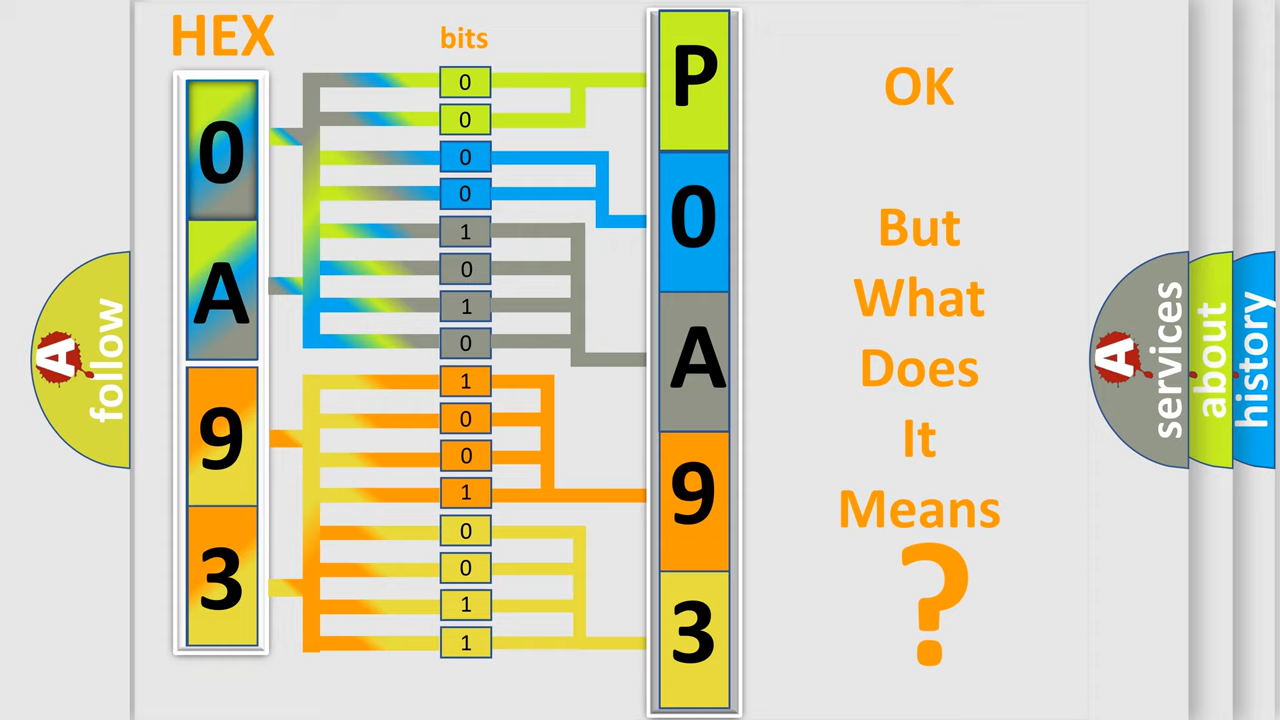 HEX
bits
0
A
9
3
0
0
0
0
1
0
1
0
1
0
0
1
0
0
1
1
P
0
A
9
3
OK
But
What
Does
It
Means
?
A
follow
A
services
about
history